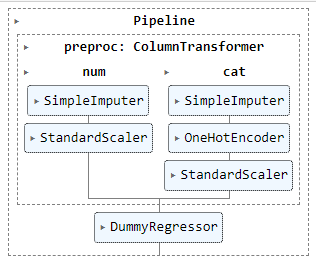 Pipeline
preproc: ColumnTransformer
num cat
SimpleImputer SimpleImputer
StandardScaler OneHotEncoder
StandardScaler
DummyRegressor